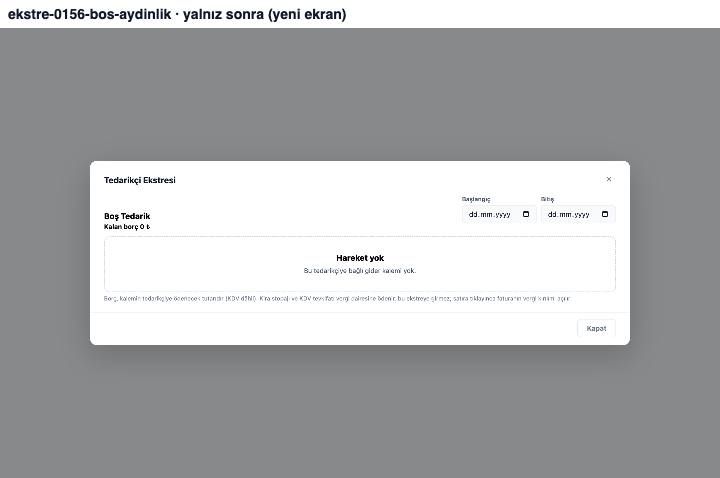 ekstre-0156-bos-aydinlik · yalnız sonra (yeni ekran)
Tedarikçi Ekstresi
×
Başlangıç
Bitiş
Boş Tedarik
dd.mm.yyyy
dd.mm.yyyy
Kalan borç 0 ₺
Hareket yok
Bu tedarikçiye bağlı gider kalemi yok.
Borç, kalemin tedarikçiye ödenecek tutarıdır (KDV dâhil). Kira stopajı ve KDV tevkifatı vergi dairesine ödenir, bu ekstreye girmez; satıra tıklayınca faturanın vergi kırılımı açılır.
Kapat